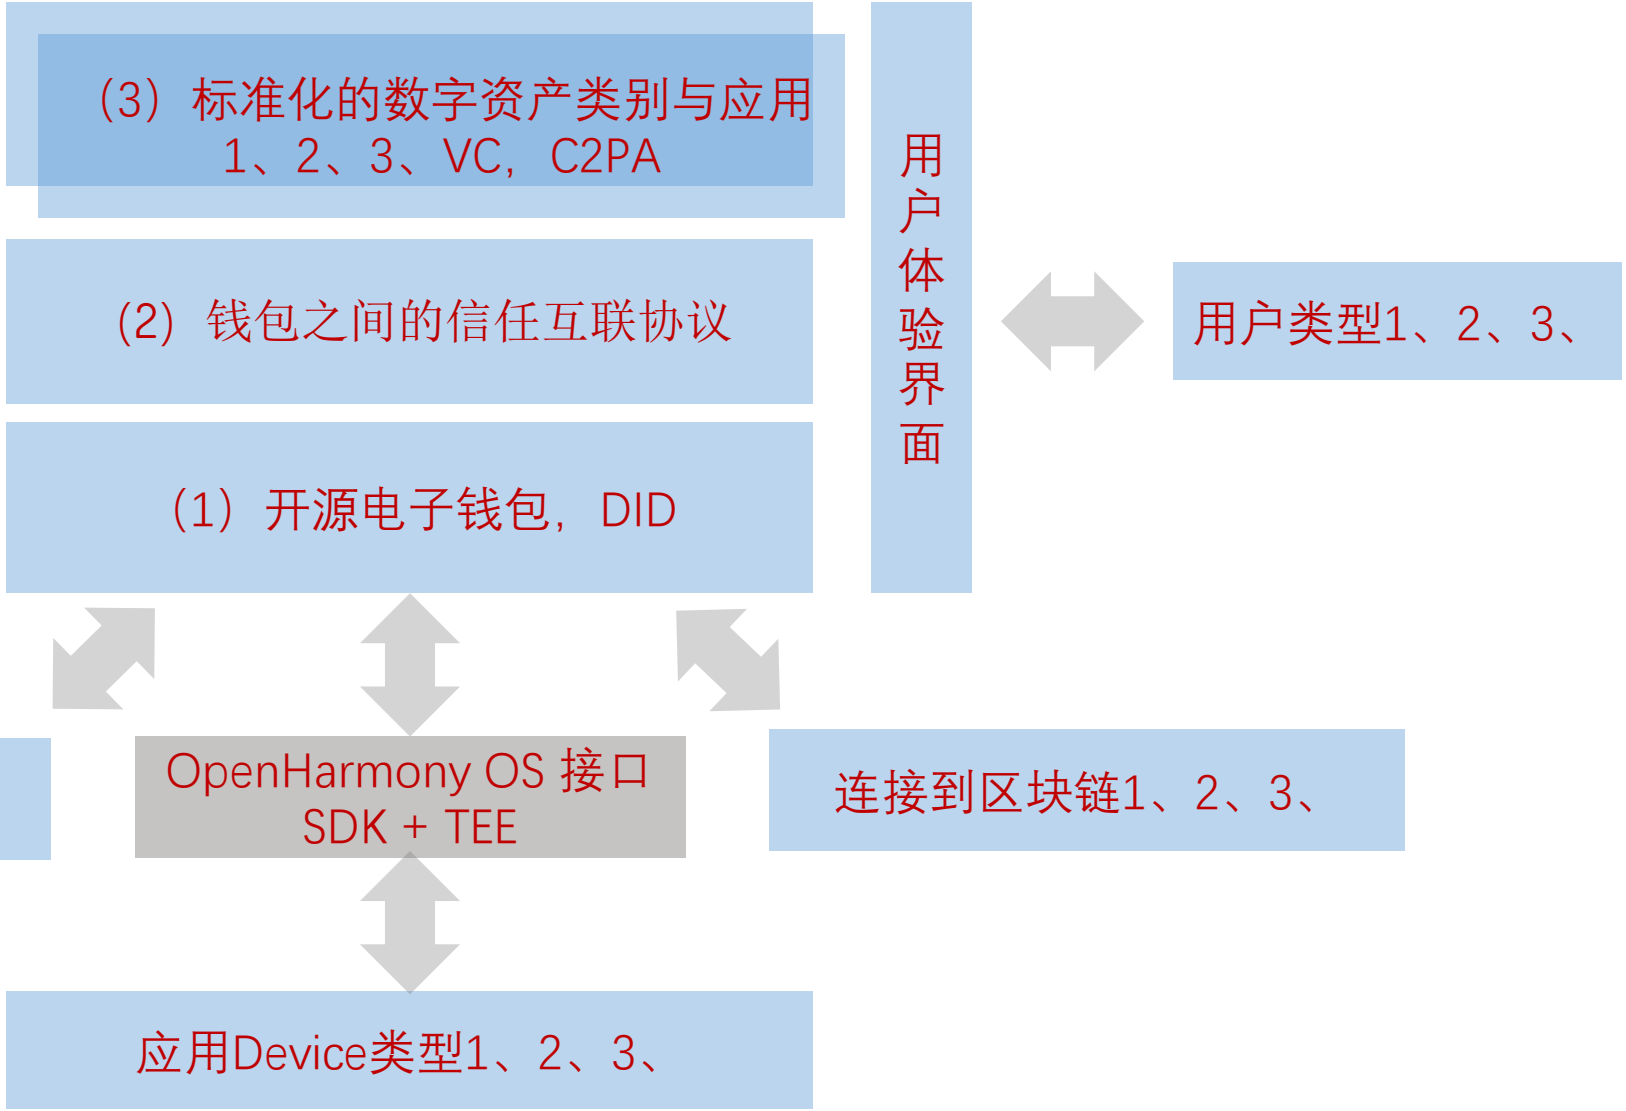 （3）标准化的数字资产类别与应用
1、2、3、VC，C2PA
（2）钱包之间的信任互联协议
（1）开源电子钱包，DID
用户体验界面
用户类型1、2、3、
OpenHarmony OS 接口
SDK + TEE
连接到区块链1、2、3、
应用Device类型1、2、3、